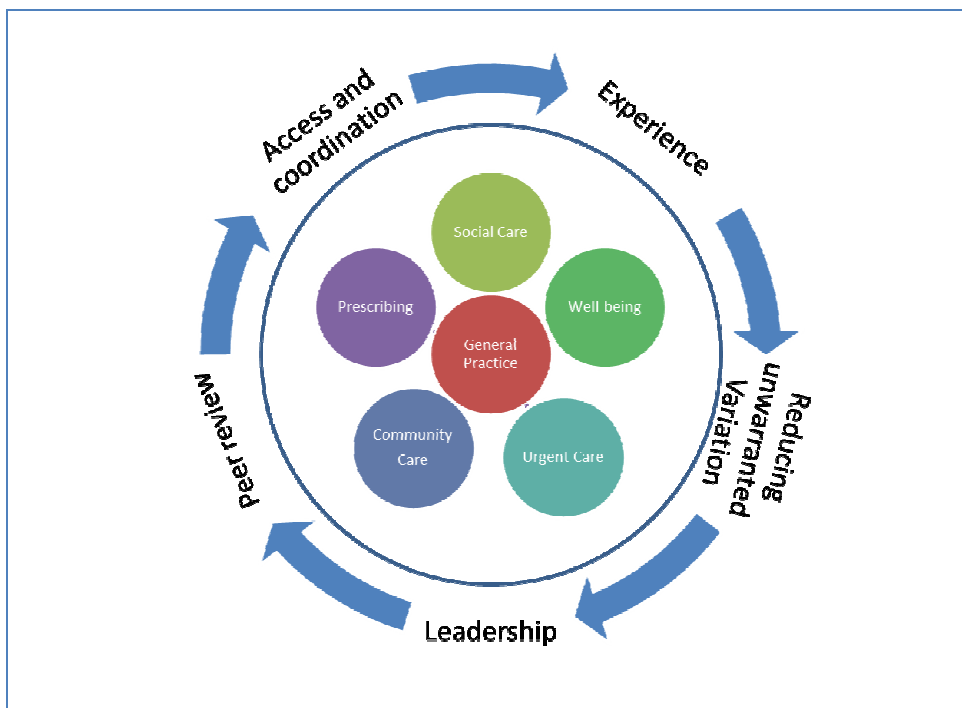 Access and
coordination
Experience
Social Care
Prescribing
Well being
General
Practice
Community
Care
Urgent Care
Reducing
unwarranted
Variation
Peer review
Leadership